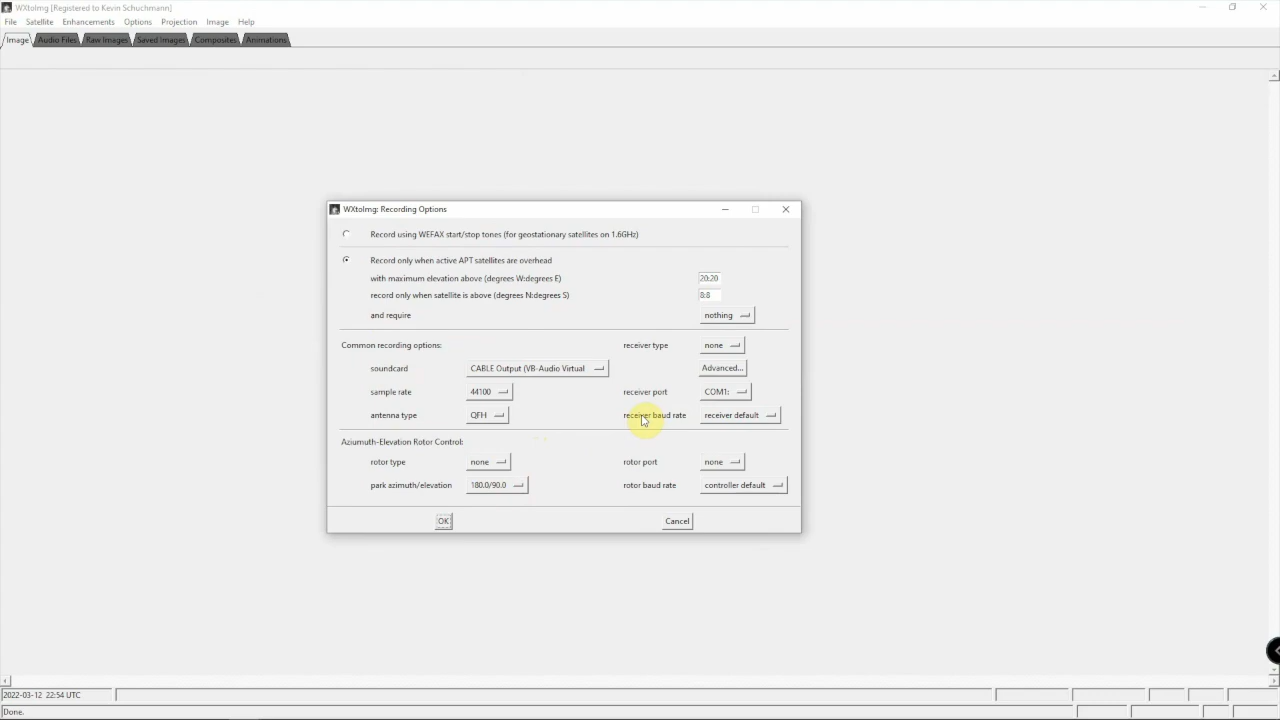 WXtoImg [Registered to Kevin Schuchmann]
File Satellite Enhancements Options Projection Image Help
Image Audio Files Raw Images Saved Images Composites Animations
WXtoImg: Recording Options
Record using WEFAX start/stop tones (for geostationary satellites on 1.6GHz)
Record only when active APT satellites are overhead
with maximum elevation above (degrees W:degrees E) 20:20
record only when satellite is above (degrees N:degrees S) 8:8
and require nothing
Common recording options: receiver type none
soundcard CABLE Output (VB-Audio Virtual Advanced...
sample rate 44100 receiver port COM1:
antenna type QFH receiver baud rate receiver default
Aziumuth-Elevation Rotor Control:
rotor type none rotor port none
park azimuth/elevation 180.0/90.0 rotor baud rate controller default
OK Cancel
2022-03-12 22:54 UTC
Done.